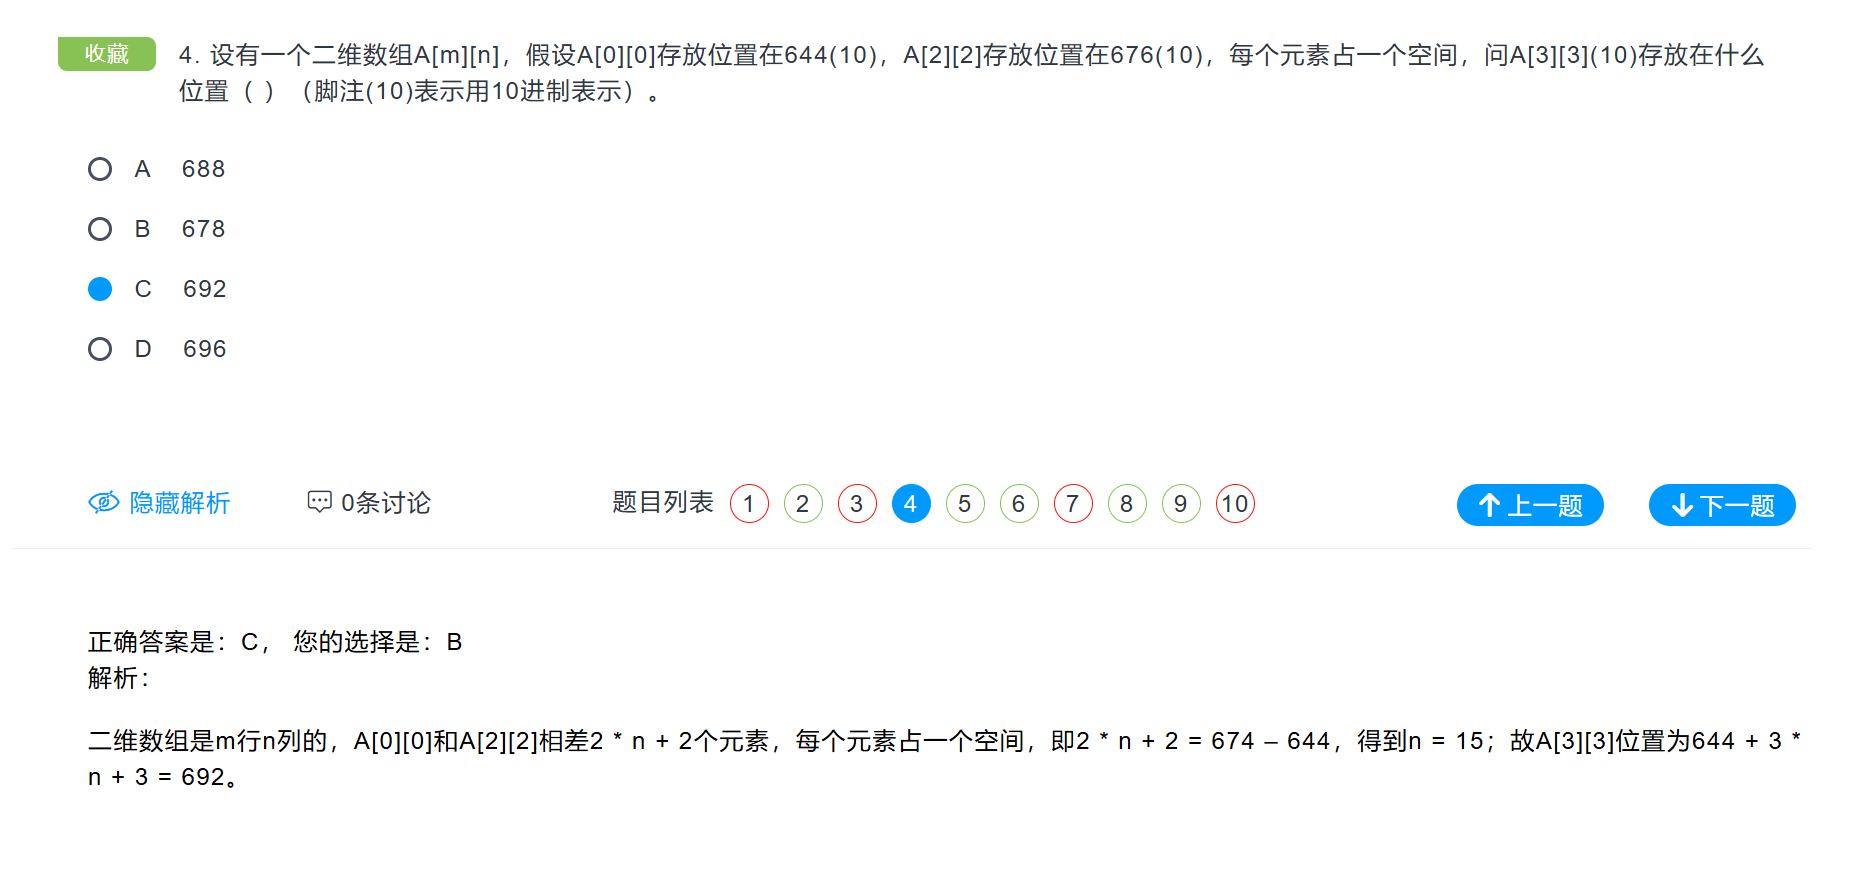 收藏
4. 设有一个二维数组A[m][n]，假设A[0][0]存放位置在644(10)，A[2][2]存放位置在676(10)，每个元素占一个空间，问A[3][3](10)存放在什么
位置（ ）（脚注(10)表示用10进制表示）。
A 688
B 678
C 692
D 696
隐藏解析 0条讨论 题目列表 1 2 3 4 5 6 7 8 9 10 上一题 下一题
正确答案是：C， 您的选择是：B
解析：
二维数组是m行n列的，A[0][0]和A[2][2]相差2 * n + 2个元素，每个元素占一个空间，即2 * n + 2 = 674 – 644，得到n = 15；故A[3][3]位置为644 + 3 *
n + 3 = 692。